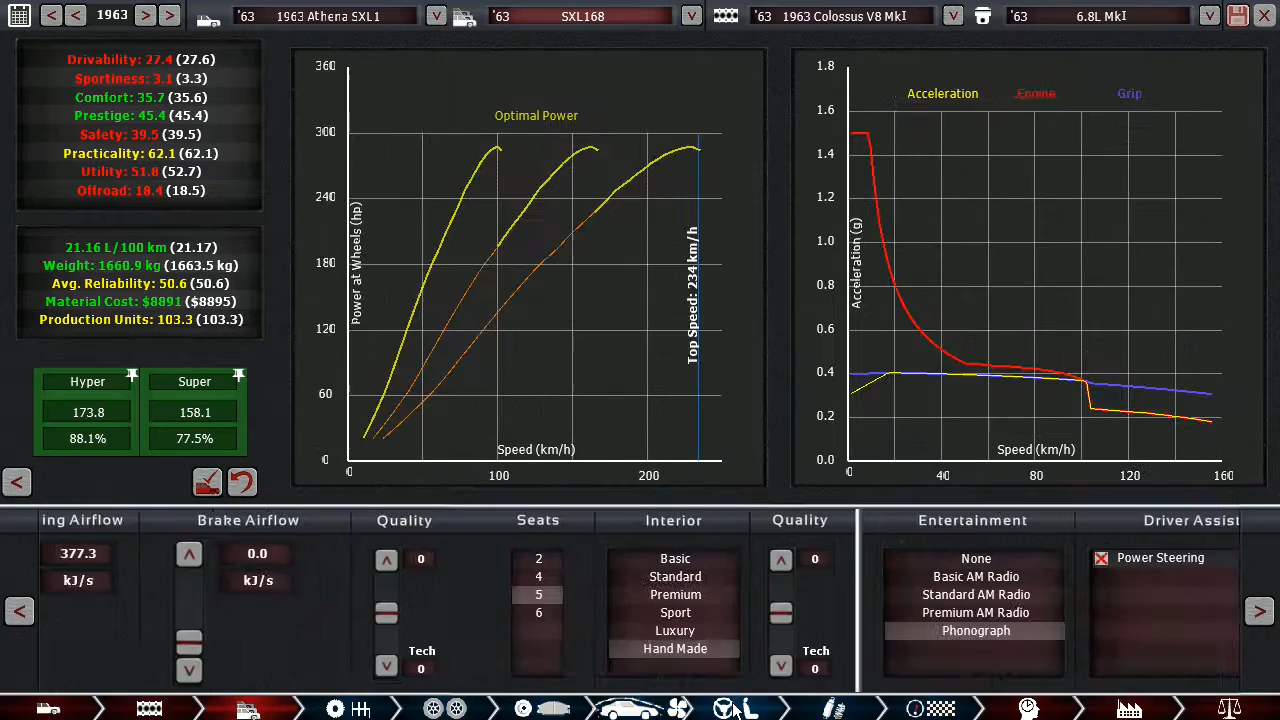 1963 '63 1963 Athena SXL1 '63 SXL168 '63 1963 Colossus V8 MkI '63 6.8L MkI
Drivability: 27.4 (27.6)
Sportiness: 3.1 (3.3)
Comfort: 35.7 (35.6)
Prestige: 45.4 (45.4)
Safety: 39.5 (39.5)
Practicality: 62.1 (62.1)
Utility: 51.8 (52.7)
Offroad: 18.4 (18.5)
21.16 L/100 km (21.17)
Weight: 1660.9 kg (1663.5 kg)
Avg. Reliability: 50.6 (50.6)
Material Cost: $8891 ($8895)
Production Units: 103.3 (103.3)
Hyper Super
173.8 158.1
88.1% 77.5%
Optimal Power
Power at Wheels (hp)
360
300
240
180
120
60
0
Speed (km/h)
0 100 200
Top Speed: 234 km/h
Acceleration Engine Grip
Acceleration (g)
1.8
1.6
1.4
1.2
1.0
0.8
0.6
0.4
0.2
0.0
Speed (km/h)
0 40 80 120 160
ing Airflow
377.3
kJ/s
Brake Airflow
0.0
kJ/s
Quality
0
Tech
0
Seats
2
4
5
6
Interior
Basic
Standard
Premium
Sport
Luxury
Hand Made
Quality
0
Tech
0
Entertainment
None
Basic AM Radio
Standard AM Radio
Premium AM Radio
Phonograph
Driver Assist
Power Steering